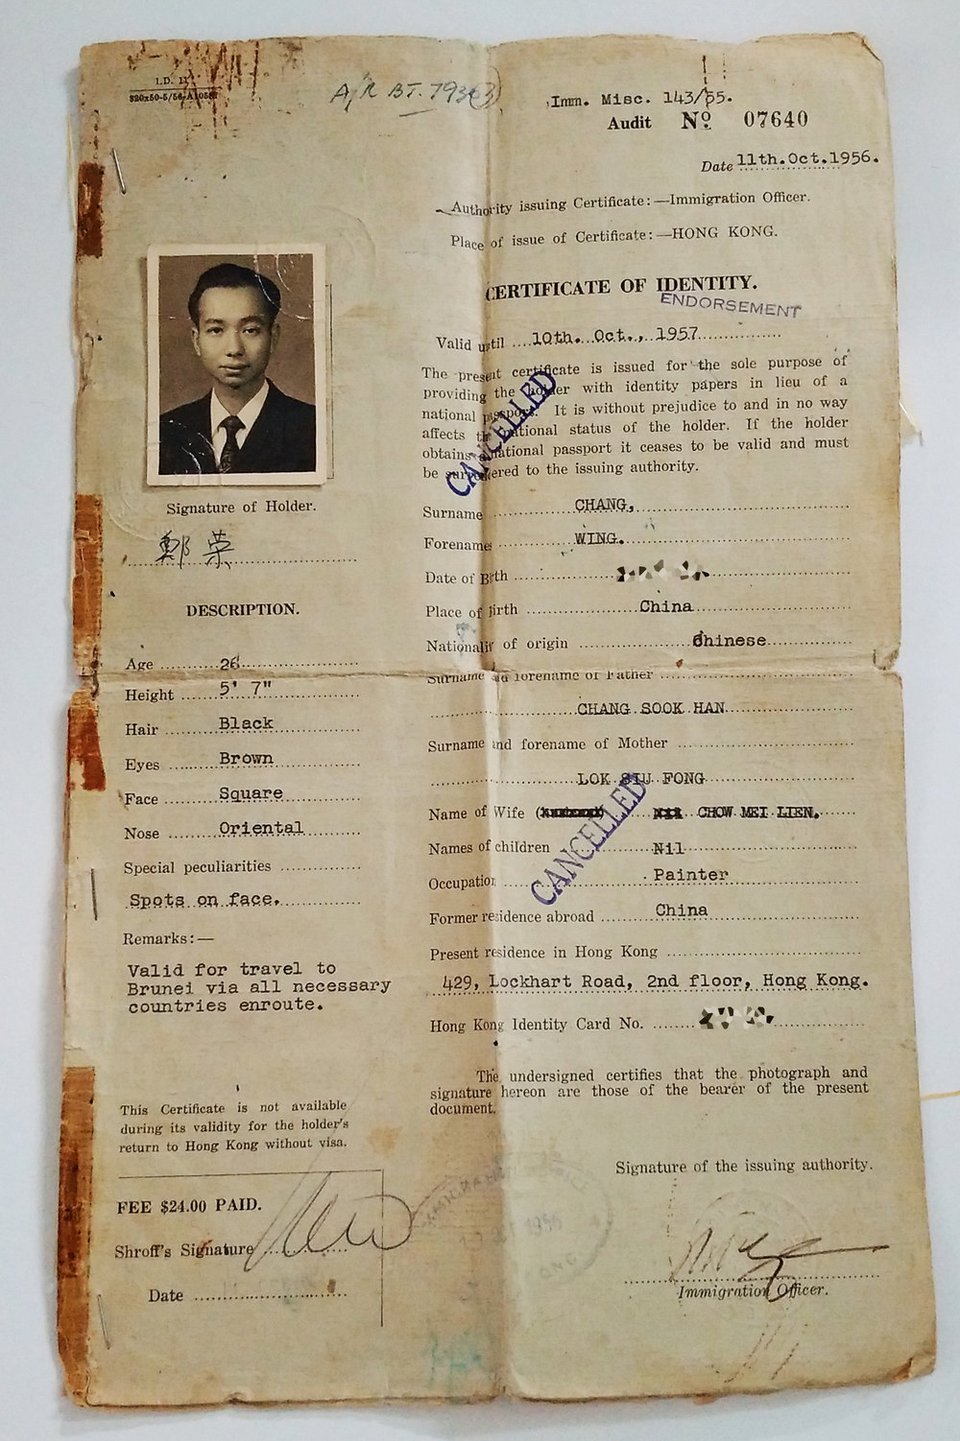 I.D. 11
A/R BT. 79363
Imm. Misc. 143/55.
Audit No 07640
Date 11th. Oct. 1956.
Authority issuing Certificate:—Immigration Officer.
Place of issue of Certificate:—HONG KONG.
CERTIFICATE OF IDENTITY.
ENDORSEMENT
Valid until 10th. Oct., 1957
The present certificate is issued for the sole purpose of
providing the holder with identity papers in lieu of a
national passport. It is without prejudice to and in no way
affects the national status of the holder. If the holder
obtains a national passport it ceases to be valid and must
be surrendered to the issuing authority.
CANCELLED
Surname CHANG,
Forenames WING.
Date of Birth
Place of Birth China
Nationality of origin Chinese
Surname and forename of Father
CHANG SOOK HAN
Surname and forename of Mother
LOK SIU FONG
Name of Wife CHOW MEI LIEN.
Names of children Nil
CANCELLED
Occupation Painter
Former residence abroad China
Present residence in Hong Kong
429, Lockhart Road, 2nd floor, Hong Kong.
Hong Kong Identity Card No.
The undersigned certifies that the photograph and
signature hereon are those of the bearer of the present
document.
Signature of the issuing authority.
Immigration Officer.
Signature of Holder.
鄭荣
DESCRIPTION.
Age 26
Height 5' 7"
Hair Black
Eyes Brown
Face Square
Nose Oriental
Special peculiarities
Spots on face.
Remarks:—
Valid for travel to
Brunei via all necessary
countries enroute.
This Certificate is not available
during its validity for the holder's
return to Hong Kong without visa.
FEE $24.00 PAID.
Shroff's Signature
Date